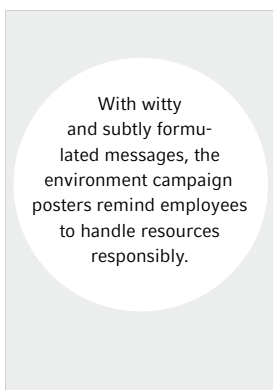 With witty
and subtly formu-
lated messages, the
environment campaign
posters remind employees
to handle resources
responsibly.